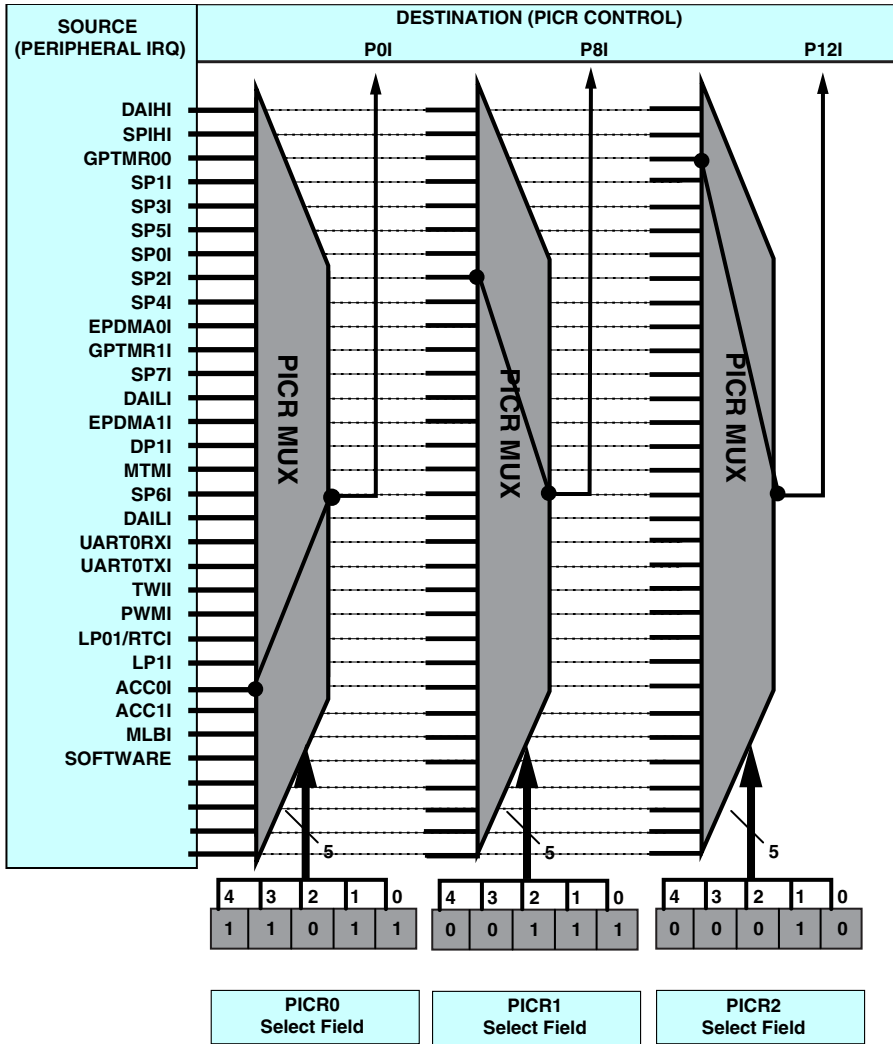 SOURCE
(PERIPHERAL IRQ)
DESTINATION (PICR CONTROL)
P0I
P8I
P12I
DAIHI
SPIHI
GPTMR00
SP1I
SP3I
SP5I
SP0I
SP2I
SP4I
EPDMA0I
GPTMR1I
SP7I
DAILI
EPDMA1I
DP1I
MTMI
SP6I
DAILI
UART0RXI
UART0TXI
TWII
PWMI
LP01/RTCI
LP1I
ACC0I
ACC1I
MLBI
SOFTWARE
PICR MUX
PICR MUX
PICR MUX
5
5
5
4 3 2 1 0
1 1 0 1 1
4 3 2 1 0
0 0 1 1 1
4 3 2 1 0
0 0 0 1 0
PICR0
Select Field
PICR1
Select Field
PICR2
Select Field